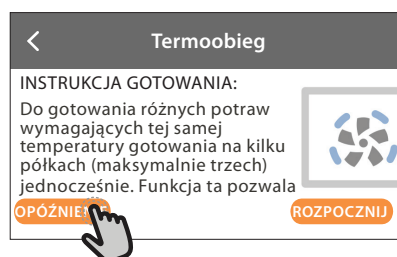 Termoobieg
INSTRUKCJA GOTOWANIA:
Do gotowania różnych potraw
wymagających tej samej
temperatury gotowania na kilku
półkach (maksymalnie trzech)
jednocześnie. Funkcja ta pozwala
ROZPOCZNIJ